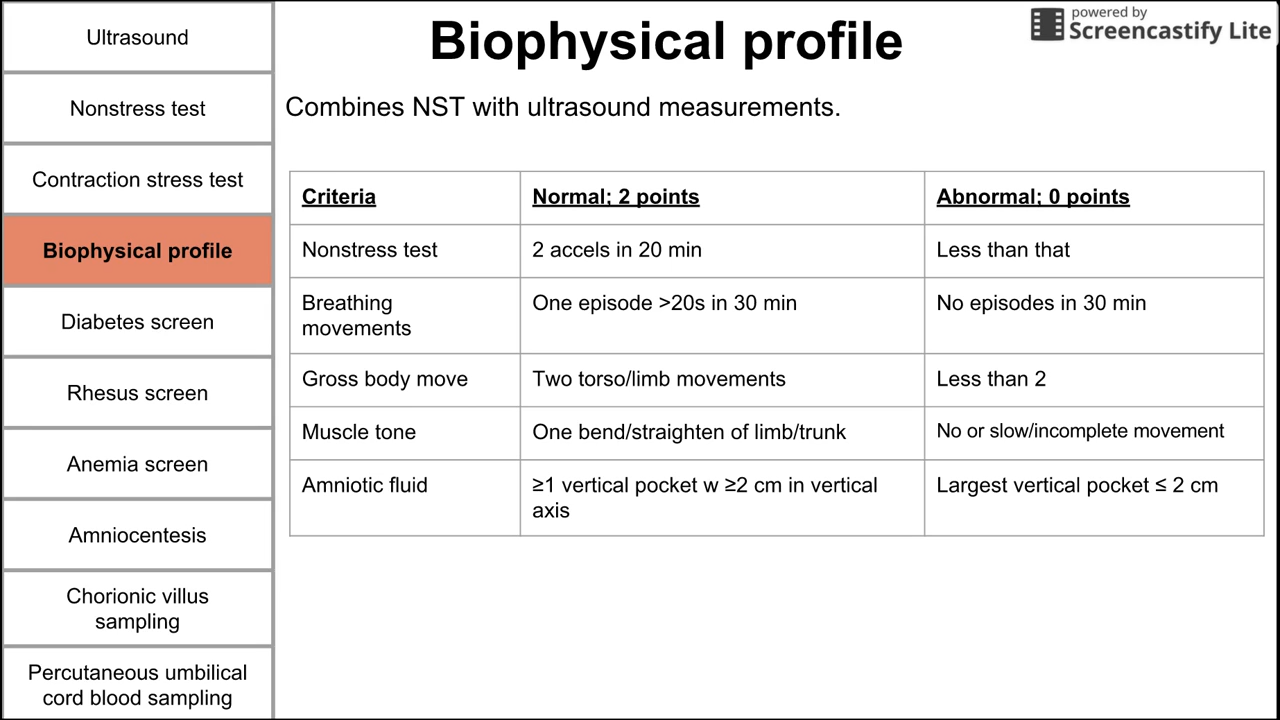 Ultrasound
Nonstress test
Contraction stress test
Biophysical profile
Diabetes screen
Rhesus screen
Anemia screen
Amniocentesis
Chorionic villus
sampling
Percutaneous umbilical
cord blood sampling
Biophysical profile
powered by
Screencastify Lite
Combines NST with ultrasound measurements.
Criteria Normal; 2 points Abnormal; 0 points
Nonstress test 2 accels in 20 min Less than that
Breathing One episode >20s in 30 min No episodes in 30 min
movements
Gross body move Two torso/limb movements Less than 2
Muscle tone One bend/straighten of limb/trunk No or slow/incomplete movement
Amniotic fluid ≥1 vertical pocket w ≥2 cm in vertical Largest vertical pocket ≤ 2 cm
axis